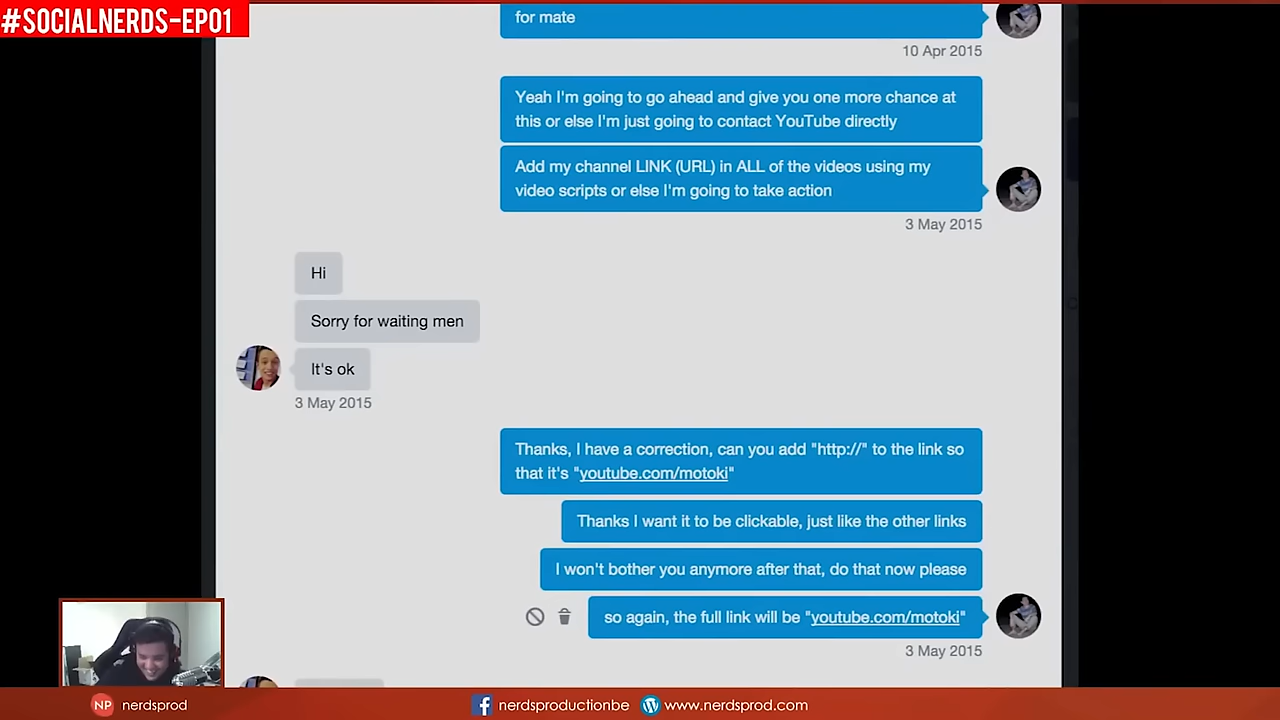 #SOCIALNERDS-EP01
for mate
10 Apr 2015
Yeah I'm going to go ahead and give you one more chance at
this or else I'm just going to contact YouTube directly
Add my channel LINK (URL) in ALL of the videos using my
video scripts or else I'm going to take action
3 May 2015
Hi
Sorry for waiting men
It's ok
3 May 2015
Thanks, I have a correction, can you add "http://" to the link so
that it's "youtube.com/motoki"
Thanks I want it to be clickable, just like the other links
I won't bother you anymore after that, do that now please
so again, the full link will be "youtube.com/motoki"
3 May 2015
NP nerdsprod
f nerdsproductionbe
www.nerdsprod.com